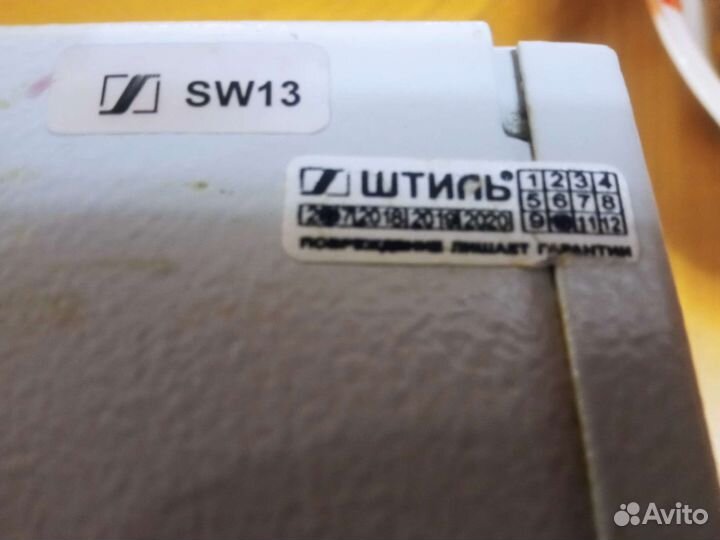 SW13
ШТИЛЬ®
1 2 3 4
5 6 7 8
9 11 12
2018 2019 2020
ПОВРЕЖДЕНИЕ ЛИШАЕТ ГАРАНТИИ
Avito